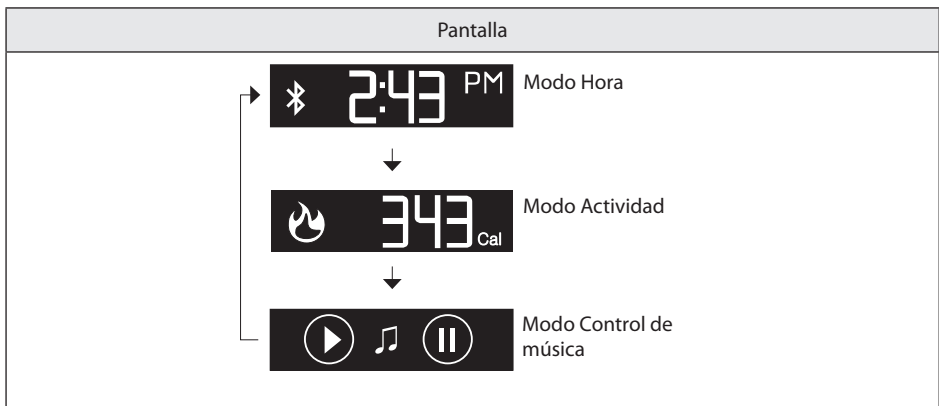 Pantalla
2:43 PM
Modo Hora
343 Cal
Modo Actividad
Modo Control de
música